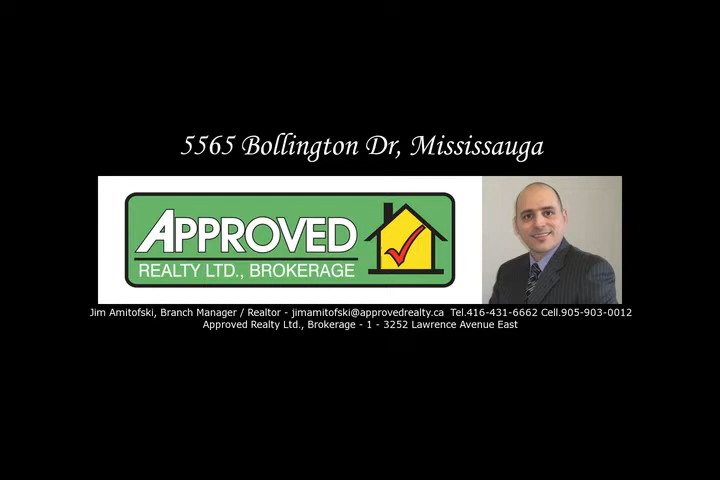 5565 Bollington Dr, Mississauga
APPROVED
REALTY LTD., BROKERAGE
Jim Amitofski, Branch Manager / Realtor - jimamitofski@approvedrealty.ca  Tel.416-431-6662 Cell.905-903-0012
Approved Realty Ltd., Brokerage - 1 - 3252 Lawrence Avenue East